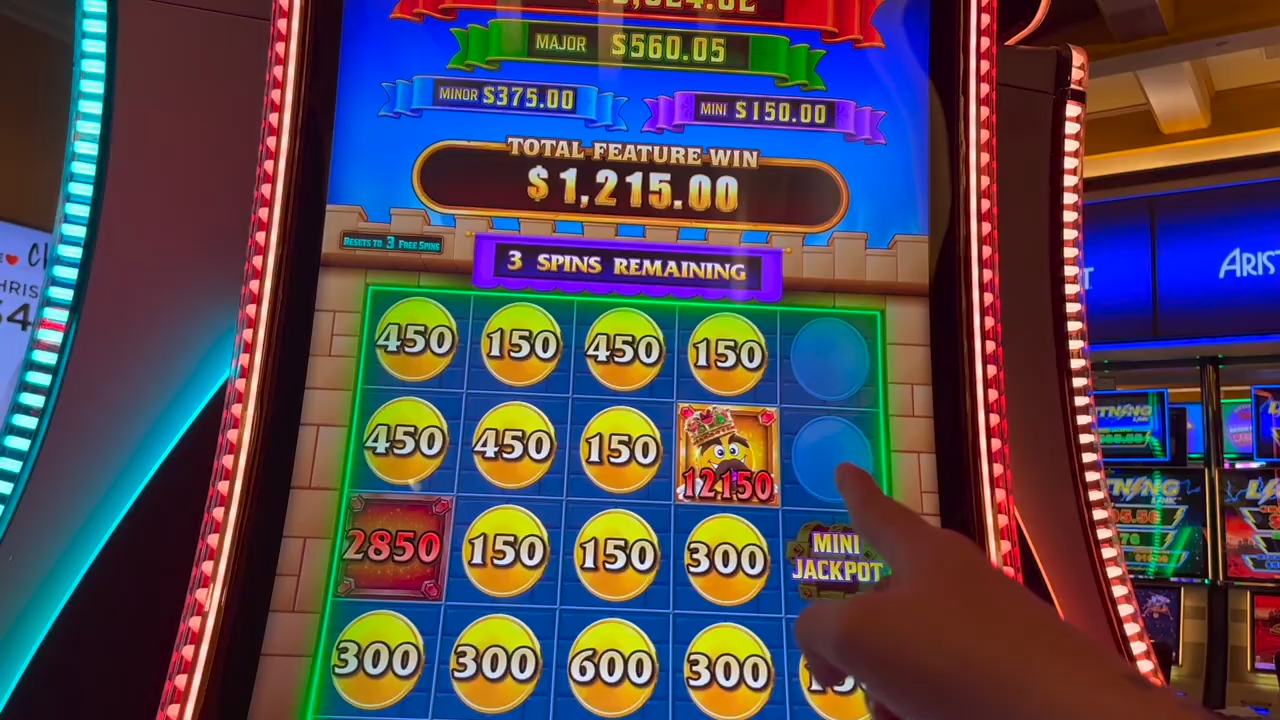 MAJOR $560.05
MINOR $375.00
MINI $150.00
TOTAL FEATURE WIN
$1,215.00
RESETS TO 3 FREE SPINS
3 SPINS REMAINING
450 150 450 150
450 450 150 12150
2850 150 150 300 MINI JACKPOT
300 300 600 300